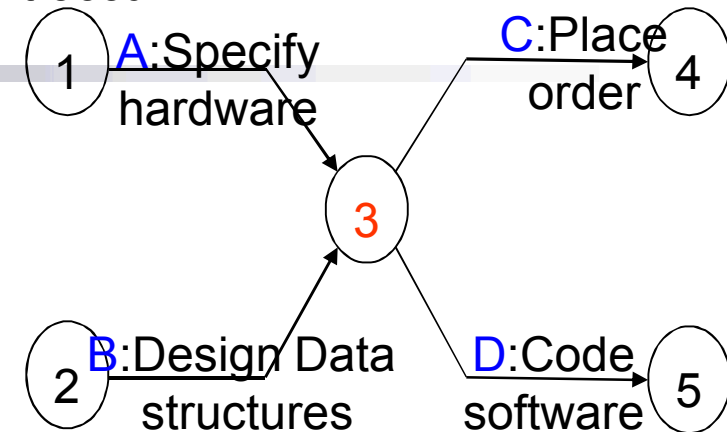 1
A:Specify
hardware
C:Place
order
4
3
2
B:Design Data
structures
D:Code
software
5